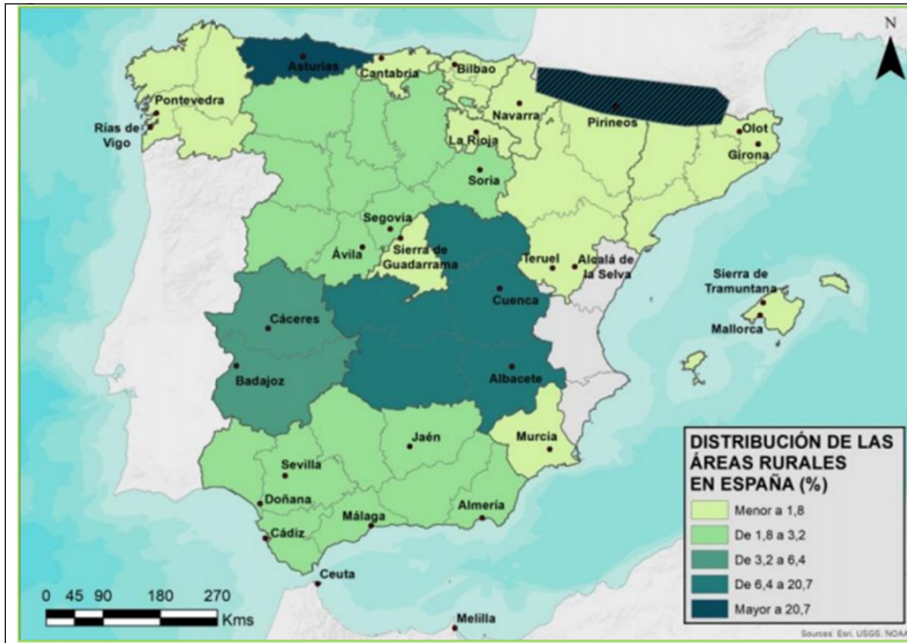 N
Asturias
Cantabria
Bilbao
Pontevedra
Navarra
Pirineos
Rías de
Vigo
La Rioja
Olot
Girona
Soria
Segovia
Ávila
Sierra de
Guadarrama
Teruel
Alcalá de
la Selva
Sierra de
Tramuntana
Cuenca
Mallorca
Cáceres
Badajoz
Albacete
Jaén
Murcia
Sevilla
Doñana
Málaga
Almería
Cádiz
Ceuta
Melilla
DISTRIBUCIÓN DE LAS
ÁREAS RURALES
EN ESPAÑA (%)
Menor a 1,8
De 1,8 a 3,2
De 3,2 a 6,4
De 6,4 a 20,7
Mayor a 20,7
0 45 90 180 270
Kms
Sources: Esri, USGS, NOAA